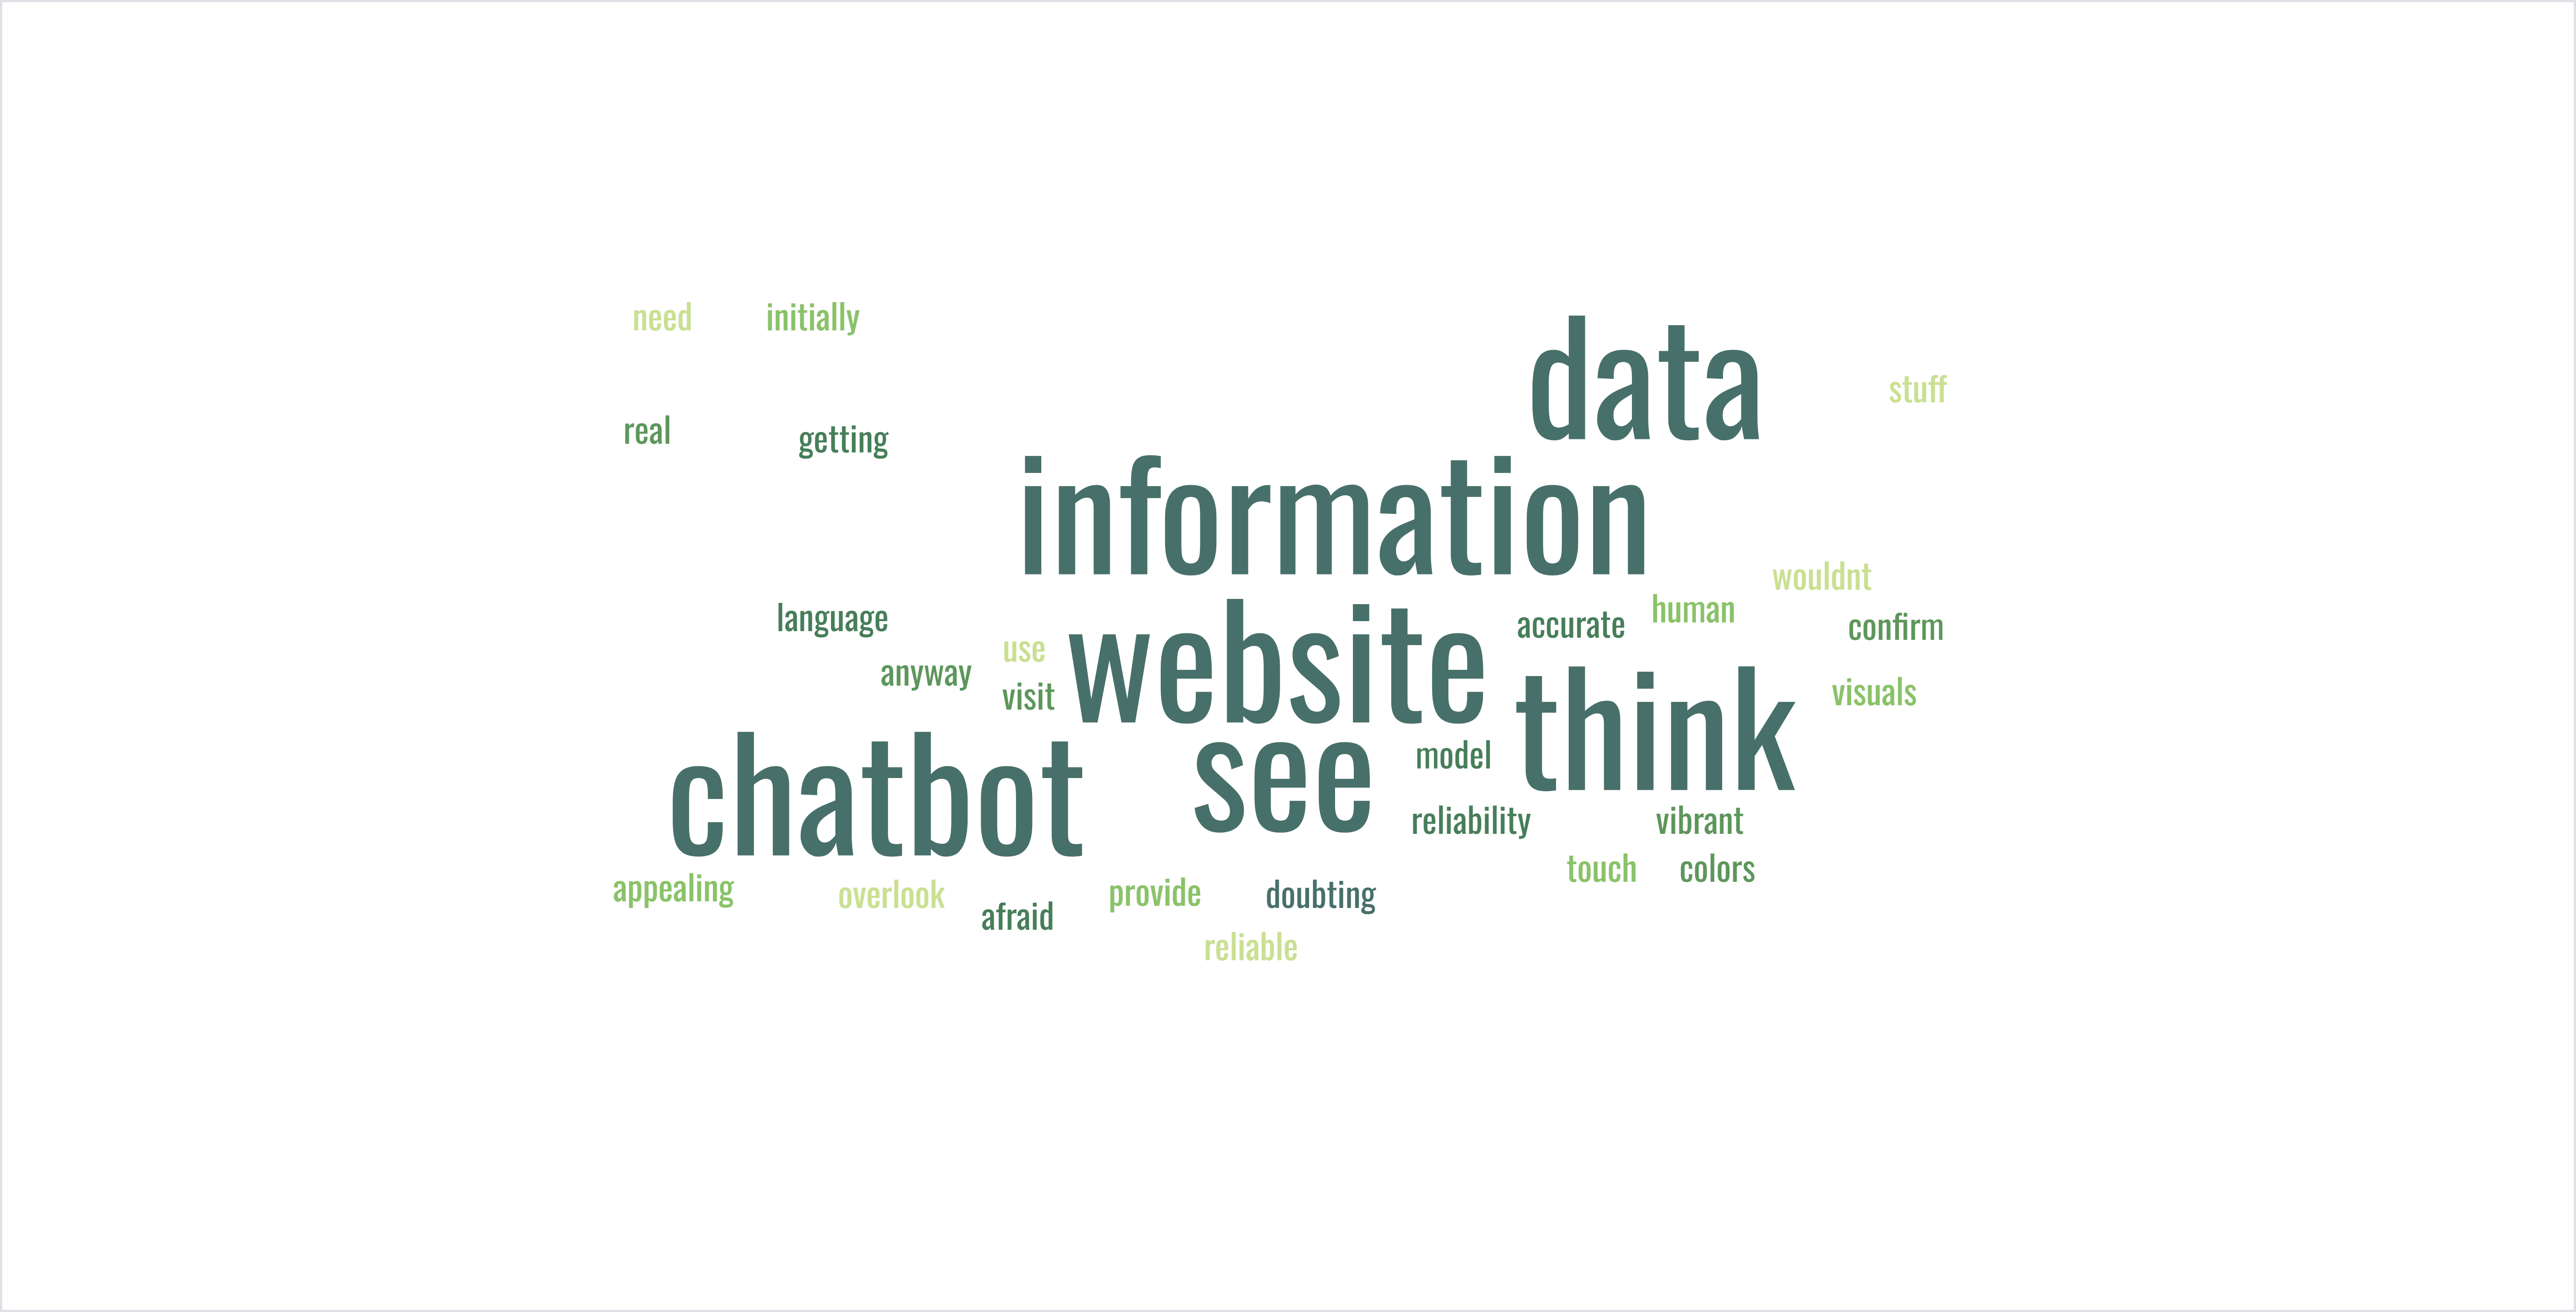 need initially
data
stuff
real getting
information
wouldnt
language
website
accurate human
confirm
use
anyway
visit
think
visuals
chatbot
see
model
reliability
vibrant
touch colors
appealing
overlook
provide
doubting
afraid
reliable